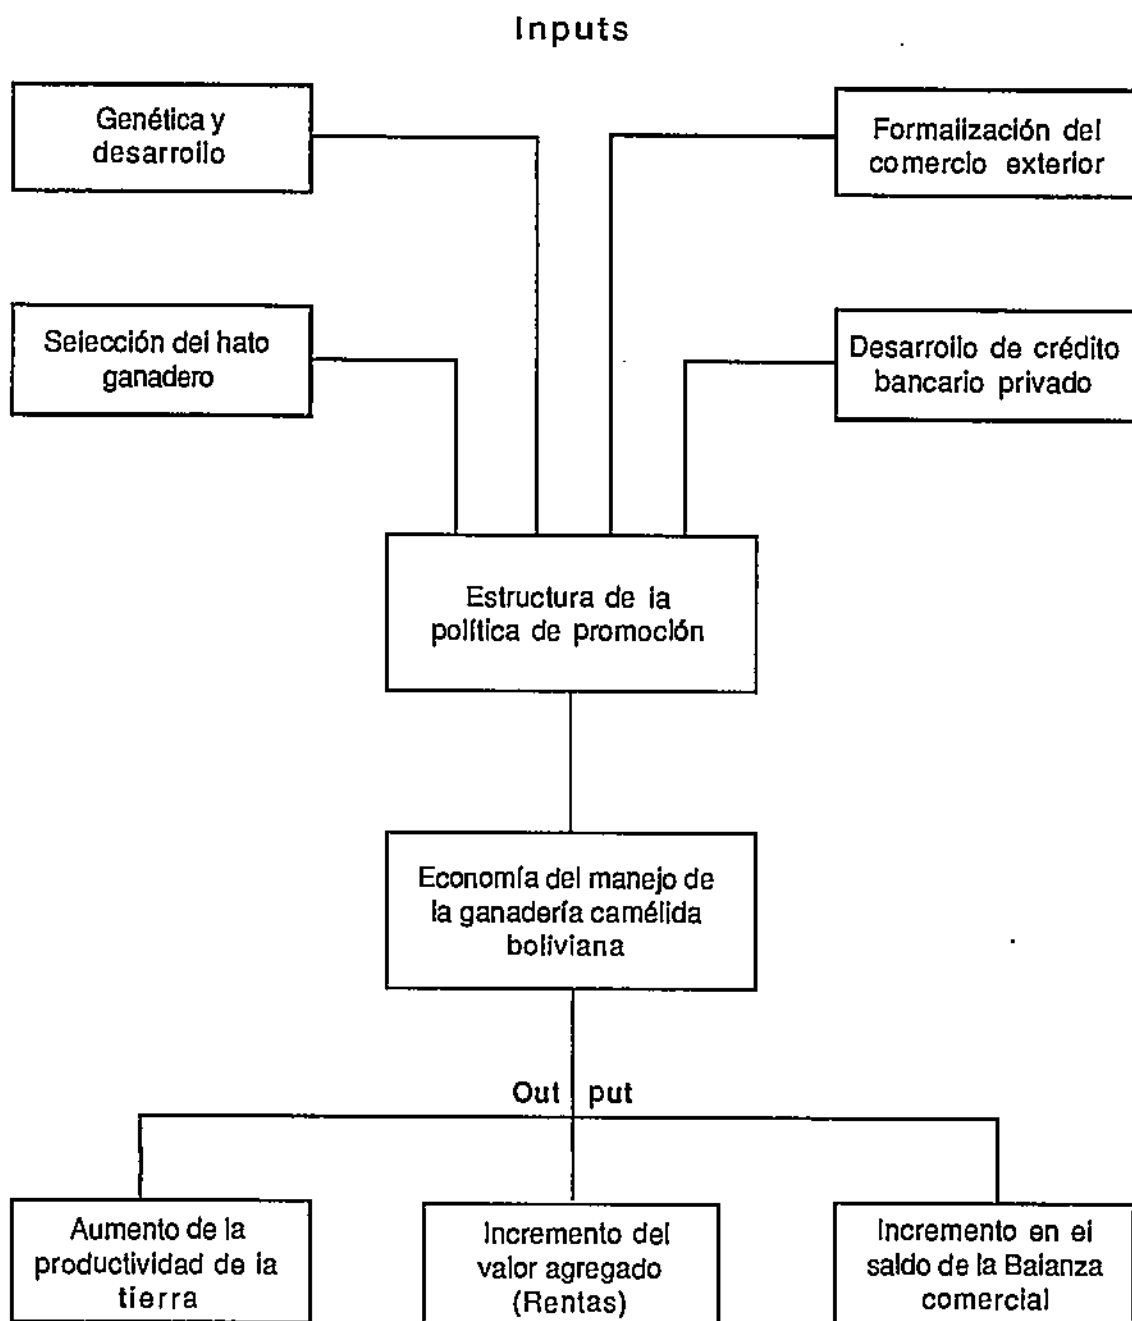 Inputs
Genética y
desarrollo
Formalización del
comercio exterior
Selección del hato
ganadero
Desarrollo de crédito
bancario privado
Estructura de la
política de promoción
Economía del manejo de
la ganadería camélida
boliviana
Out put
Aumento de la
productividad de la
tierra
Incremento del
valor agregado
(Rentas)
Incremento en el
saldo de la Balanza
comercial